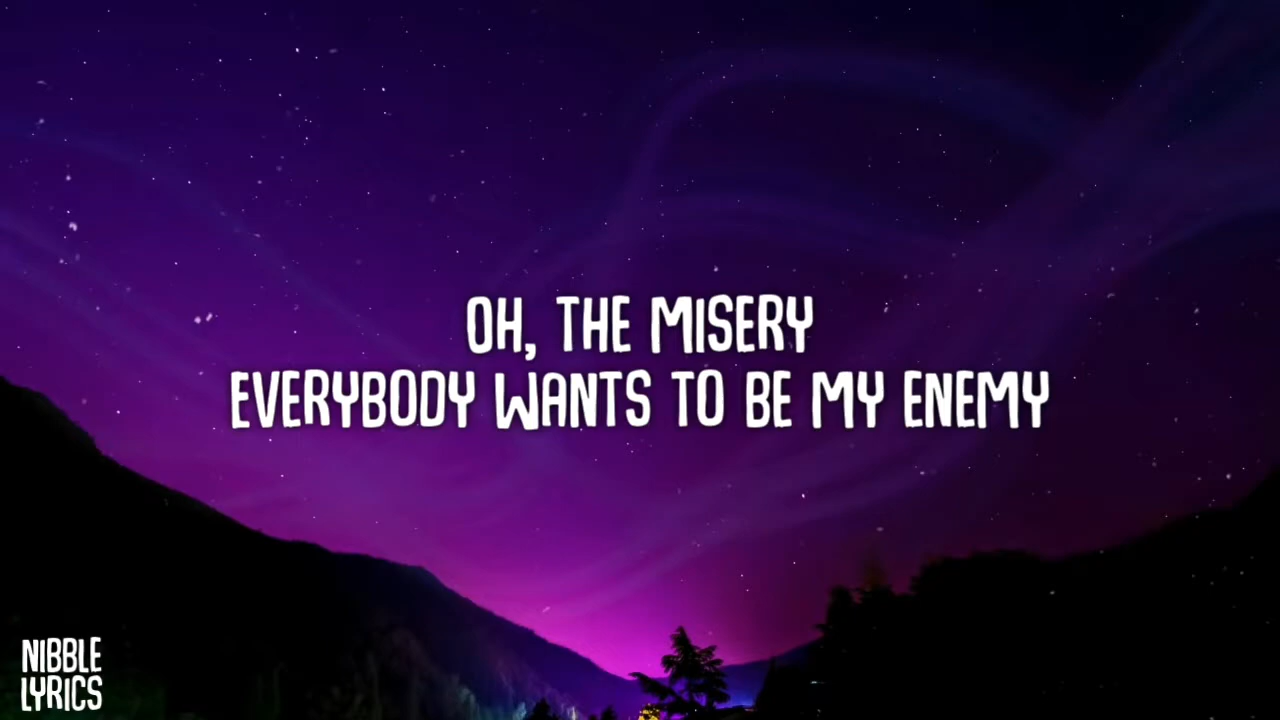 OH, THE MISERY
EVERYBODY WANTS TO BE MY ENEMY
NIBBLE
LYRICS